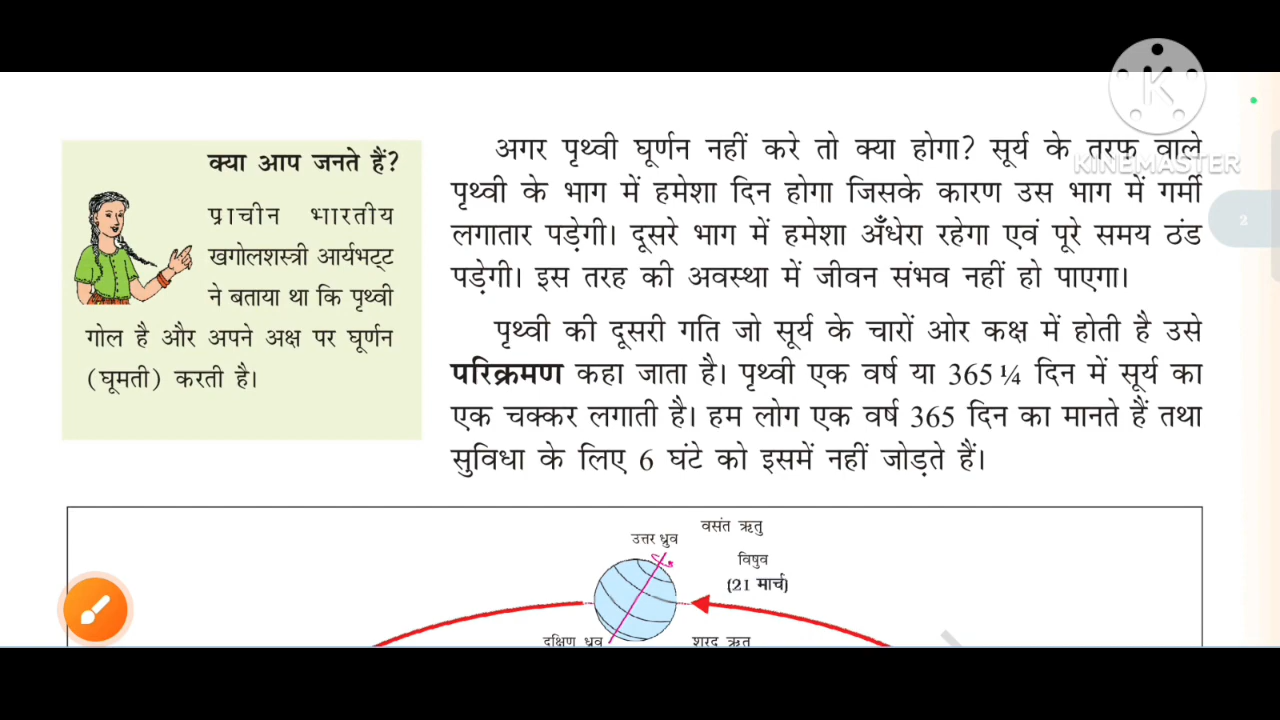 क्या आप जनते हैं?
प्राचीन भारतीय
खगोलशस्त्री आर्यभट्ट
ने बताया था कि पृथ्वी
गोल है और अपने अक्ष पर घूर्णन
(घूमती) करती है।
अगर पृथ्वी घूर्णन नहीं करे तो क्या होगा? सूर्य के तरफ वाले
पृथ्वी के भाग में हमेशा दिन होगा जिसके कारण उस भाग में गर्मी
लगातार पड़ेगी। दूसरे भाग में हमेशा अँधेरा रहेगा एवं पूरे समय ठंड
पड़ेगी। इस तरह की अवस्था में जीवन संभव नहीं हो पाएगा।
पृथ्वी की दूसरी गति जो सूर्य के चारों ओर कक्ष में होती है उसे
परिक्रमण कहा जाता है। पृथ्वी एक वर्ष या 365 ¼ दिन में सूर्य का
एक चक्कर लगाती है। हम लोग एक वर्ष 365 दिन का मानते हैं तथा
सुविधा के लिए 6 घंटे को इसमें नहीं जोड़ते हैं।
K
KINEMASTER
2
वसंत ऋतु
उत्तर ध्रुव
विषुव
(21 मार्च)
दक्षिण ध्रुव
शरद ऋतु